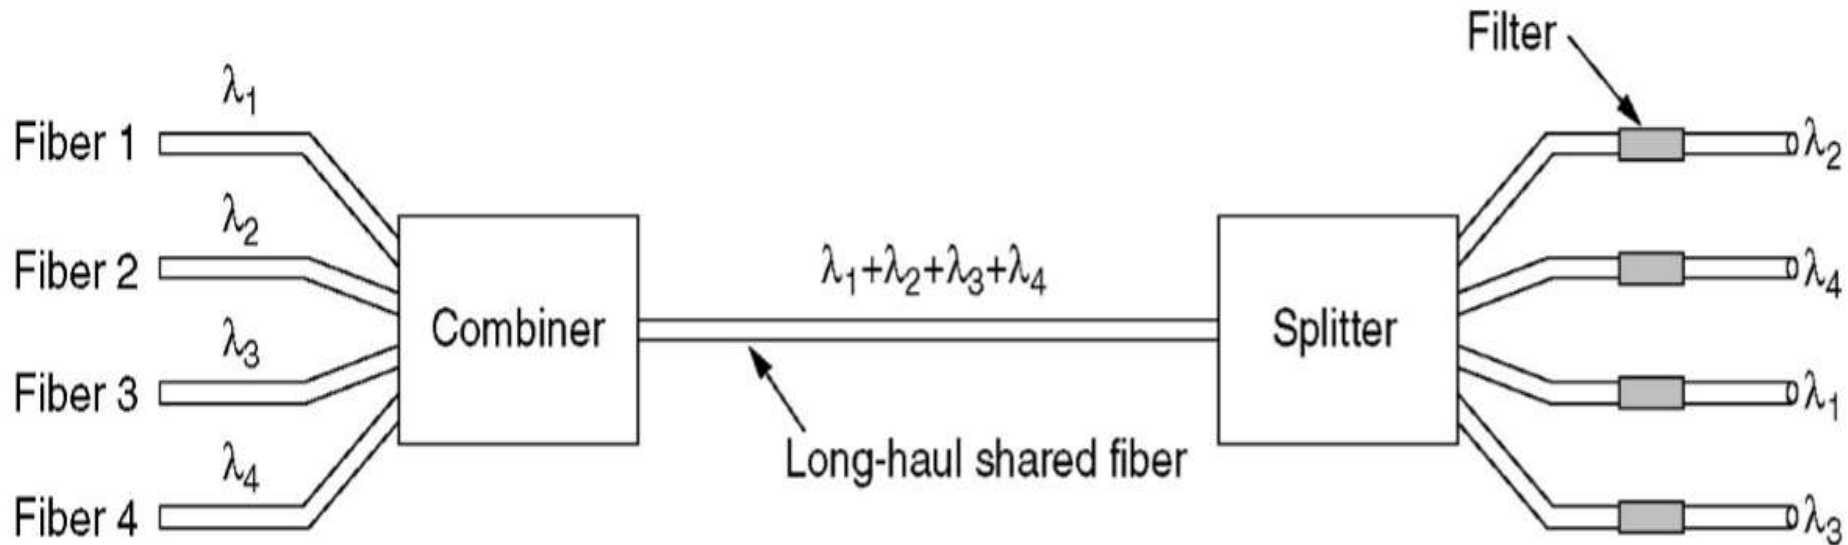 Filter
λ1
Fiber 1
λ2
λ2
Fiber 2
λ4
λ1+λ2+λ3+λ4
Combiner
Splitter
λ3
Fiber 3
λ1
Long-haul shared fiber
λ4
Fiber 4
λ3